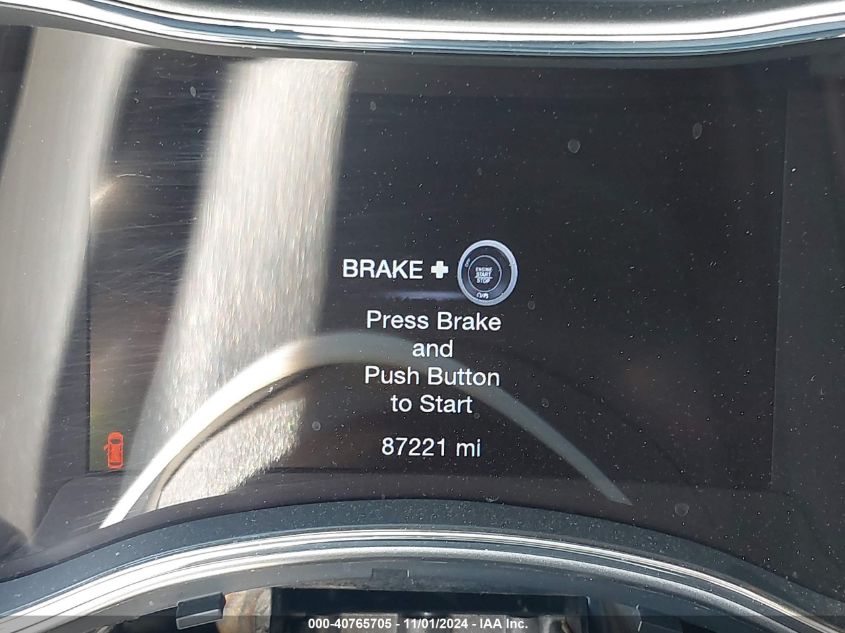 BRAKE +
ENGINE
START
STOP
Press Brake
and
Push Button
to Start
87221 mi
000-40765705 - 11/01/2024 - IAA Inc.